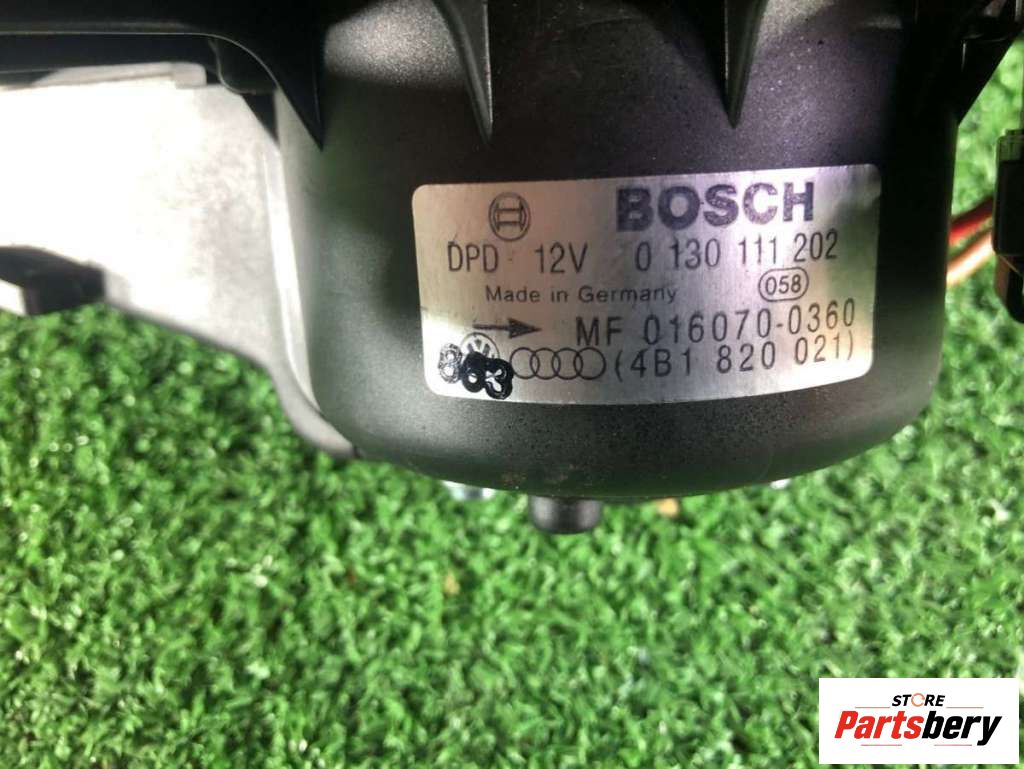 BOSCH
DPD 12V 0 130 111 202
Made in Germany 058
MF 016070-0360
863 (4B1 820 021)
STORE
Partsbery